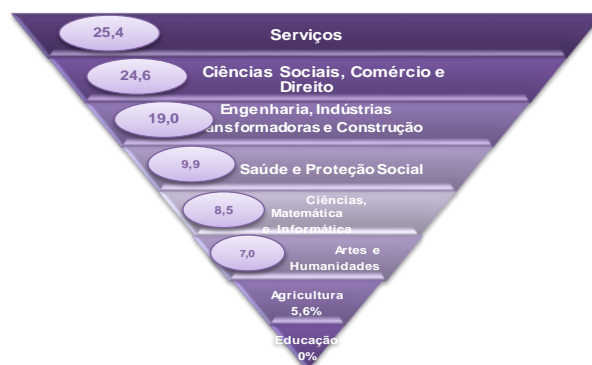 25,4
Serviços
24,6
Ciências Sociais, Comércio e
Direito
19,0
Engenharia, Indústrias
ansformadoras e Construção
9,9
Saúde e Proteção Social
8,5
Ciências,
Matemática
e Informática
7,0
Artes e
Humanidades
Agricultura
5,6%
Educação
0%